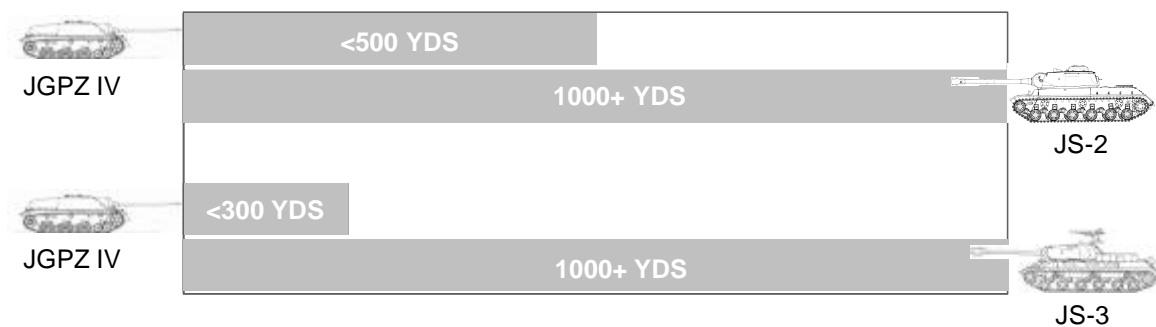 <500 YDS
JGPZ IV
1000+ YDS
JS-2
<300 YDS
JGPZ IV
1000+ YDS
JS-3